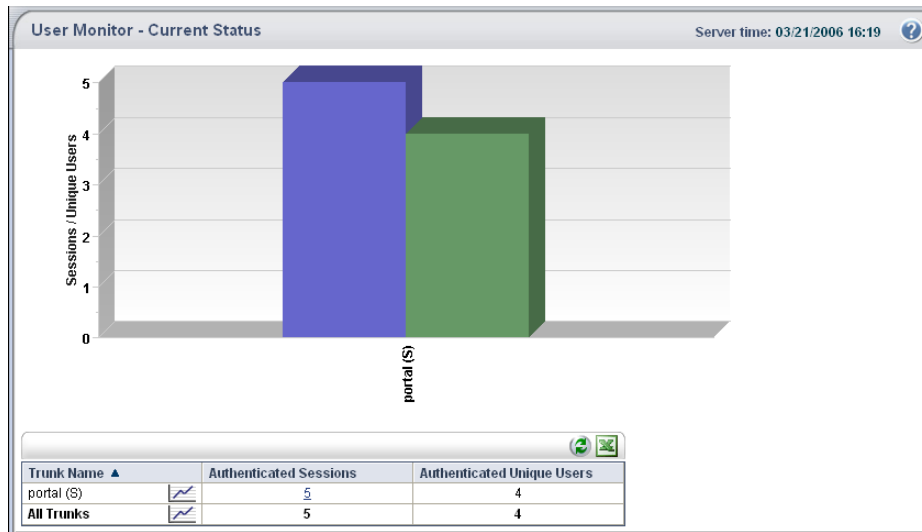 User Monitor - Current Status
Server time: 03/21/2006 16:19
?
Sessions / Unique Users
5
4
3
2
1
0
portal (S)
Trunk Name ▲ Authenticated Sessions Authenticated Unique Users
portal (S) 5 4
All Trunks 5 4